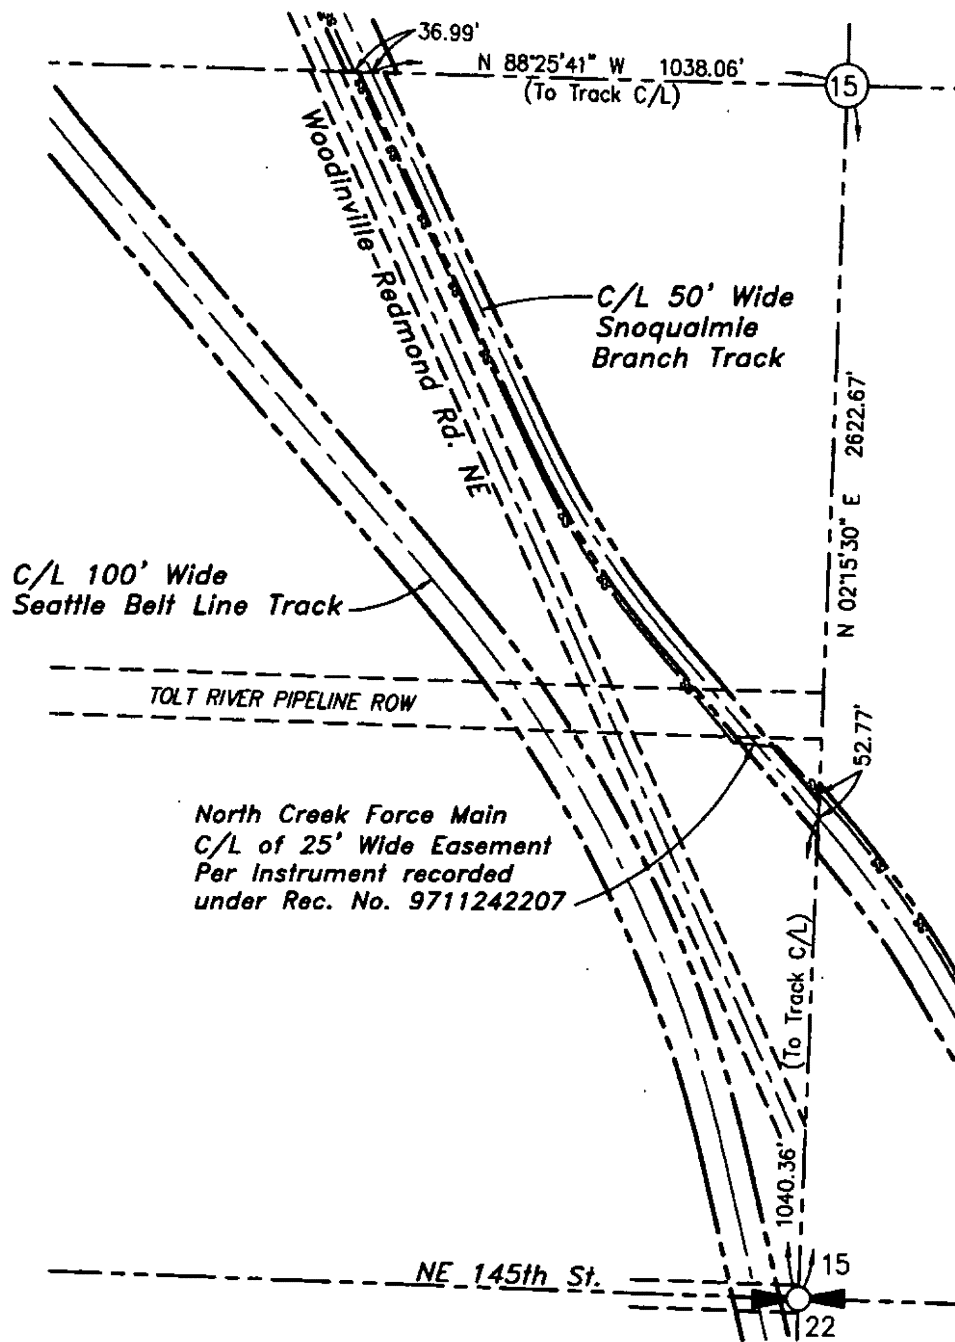 36.99'
N 88°25'41" W 1038.06'
(To Track C/L)
15
Woodinville-Redmond Rd. NE
C/L 50' Wide
Snoqualmie
Branch Track
N 02°15'30" E 2622.67'
C/L 100' Wide
Seattle Belt Line Track
TOLT RIVER PIPELINE ROW
52.77'
North Creek Force Main
C/L of 25' Wide Easement
Per Instrument recorded
under Rec. No. 9711242207
(To Track C/L)
1040.36'
NE 145th St.
15
22